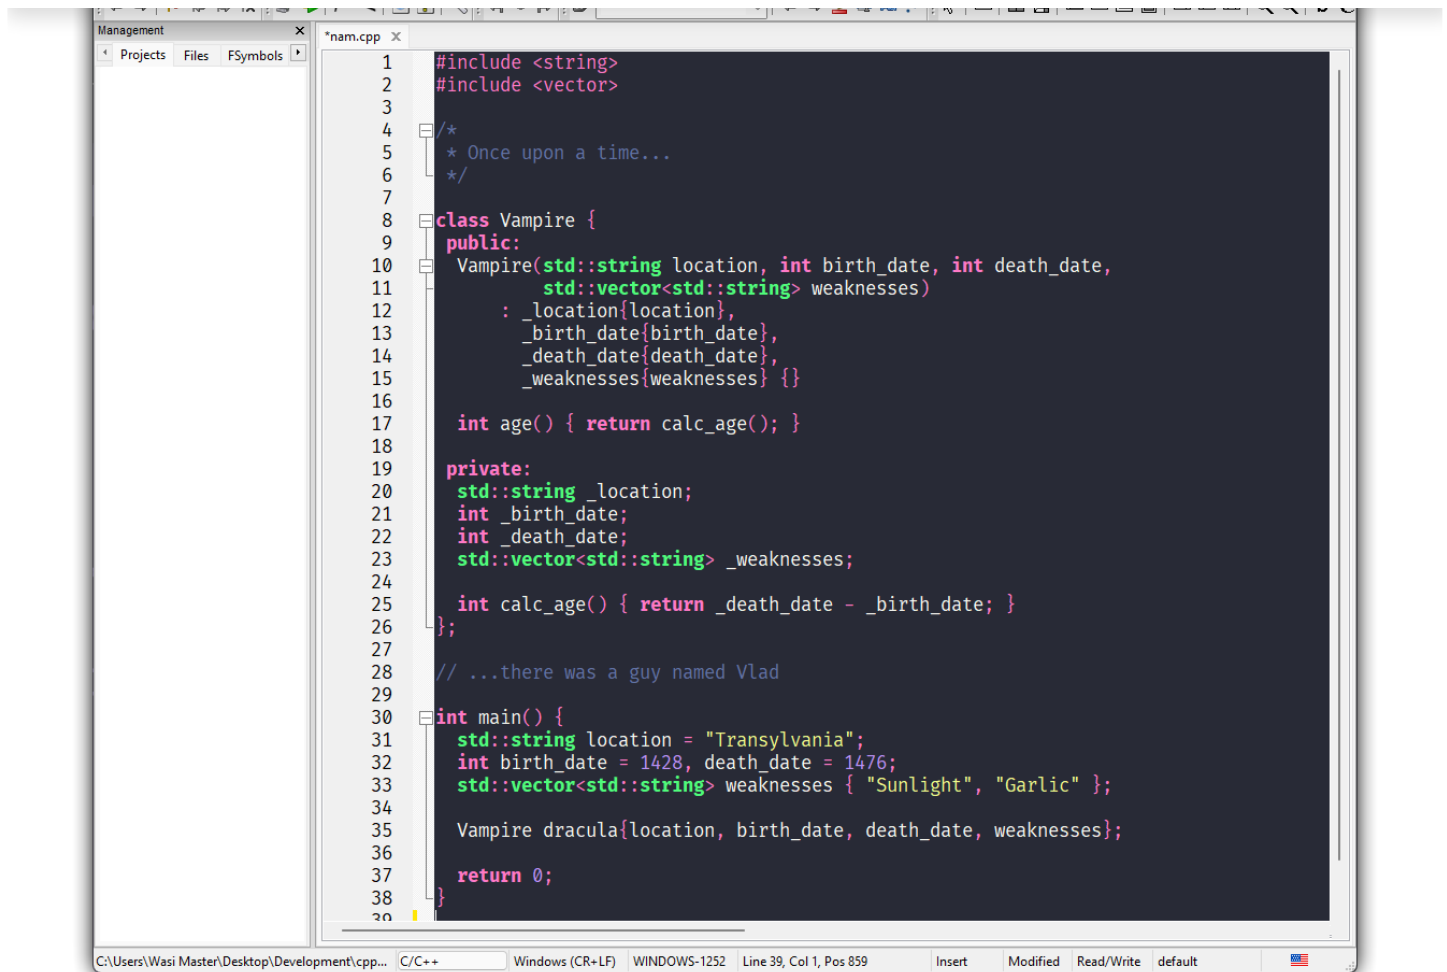 Management
*nam.cpp
Projects Files FSymbols
1 #include <string>
2 #include <vector>
3
4 /*
5  * Once upon a time...
6  */
7
8 class Vampire {
9  public:
10   Vampire(std::string location, int birth_date, int death_date,
11           std::vector<std::string> weaknesses)
12       : _location{location},
13         _birth_date{birth_date},
14         _death_date{death_date},
15         _weaknesses{weaknesses} {}
16
17   int age() { return calc_age(); }
18
19  private:
20   std::string _location;
21   int _birth_date;
22   int _death_date;
23   std::vector<std::string> _weaknesses;
24
25   int calc_age() { return _death_date - _birth_date; }
26 };
27
28 // ...there was a guy named Vlad
29
30 int main() {
31   std::string location = "Transylvania";
32   int birth_date = 1428, death_date = 1476;
33   std::vector<std::string> weaknesses { "Sunlight", "Garlic" };
34
35   Vampire dracula{location, birth_date, death_date, weaknesses};
36
37   return 0;
38 }
39
C:\Users\Wasi Master\Desktop\Development\cpp... C/C++ Windows (CR+LF) WINDOWS-1252 Line 39, Col 1, Pos 859 Insert Modified Read/Write default